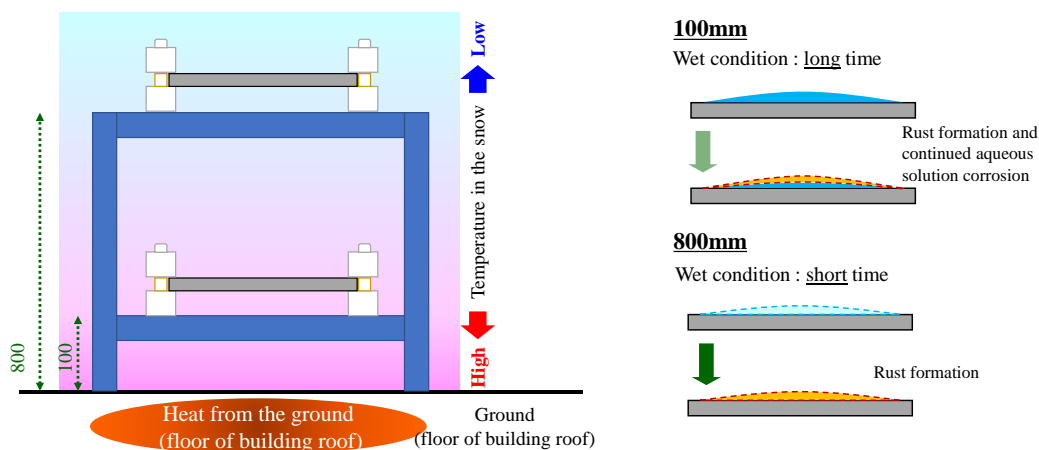 800
100
Low
Temperature in the snow
High
Heat from the ground
(floor of building roof)
Ground
(floor of building roof)
100mm
Wet condition : long time
Rust formation and
continued aqueous
solution corrosion
800mm
Wet condition : short time
Rust formation